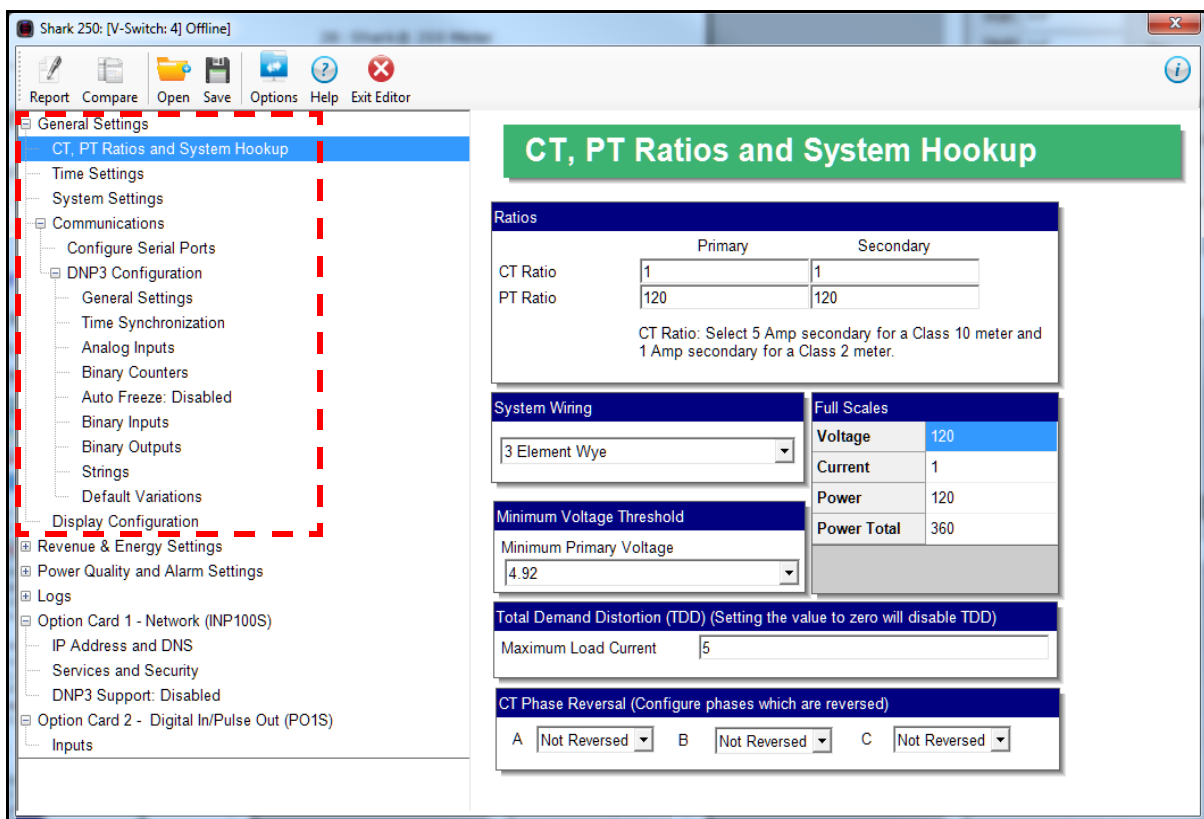 Shark 250: [V-Switch: 4] Offline]
Report Compare Open Save Options Help Exit Editor
General Settings
CT, PT Ratios and System Hookup
Time Settings
System Settings
Communications
Configure Serial Ports
DNP3 Configuration
General Settings
Time Synchronization
Analog Inputs
Binary Counters
Auto Freeze: Disabled
Binary Inputs
Binary Outputs
Strings
Default Variations
Display Configuration
Revenue & Energy Settings
Power Quality and Alarm Settings
Logs
Option Card 1 - Network (INP100S)
IP Address and DNS
Services and Security
DNP3 Support: Disabled
Option Card 2 - Digital In/Pulse Out (PO1S)
Inputs
CT, PT Ratios and System Hookup
Ratios
Primary Secondary
CT Ratio 1 1
PT Ratio 120 120
CT Ratio: Select 5 Amp secondary for a Class 10 meter and
1 Amp secondary for a Class 2 meter.
System Wiring
3 Element Wye
Full Scales
Voltage 120
Current 1
Power 120
Power Total 360
Minimum Voltage Threshold
Minimum Primary Voltage
4.92
Total Demand Distortion (TDD) (Setting the value to zero will disable TDD)
Maximum Load Current 5
CT Phase Reversal (Configure phases which are reversed)
A Not Reversed B Not Reversed C Not Reversed